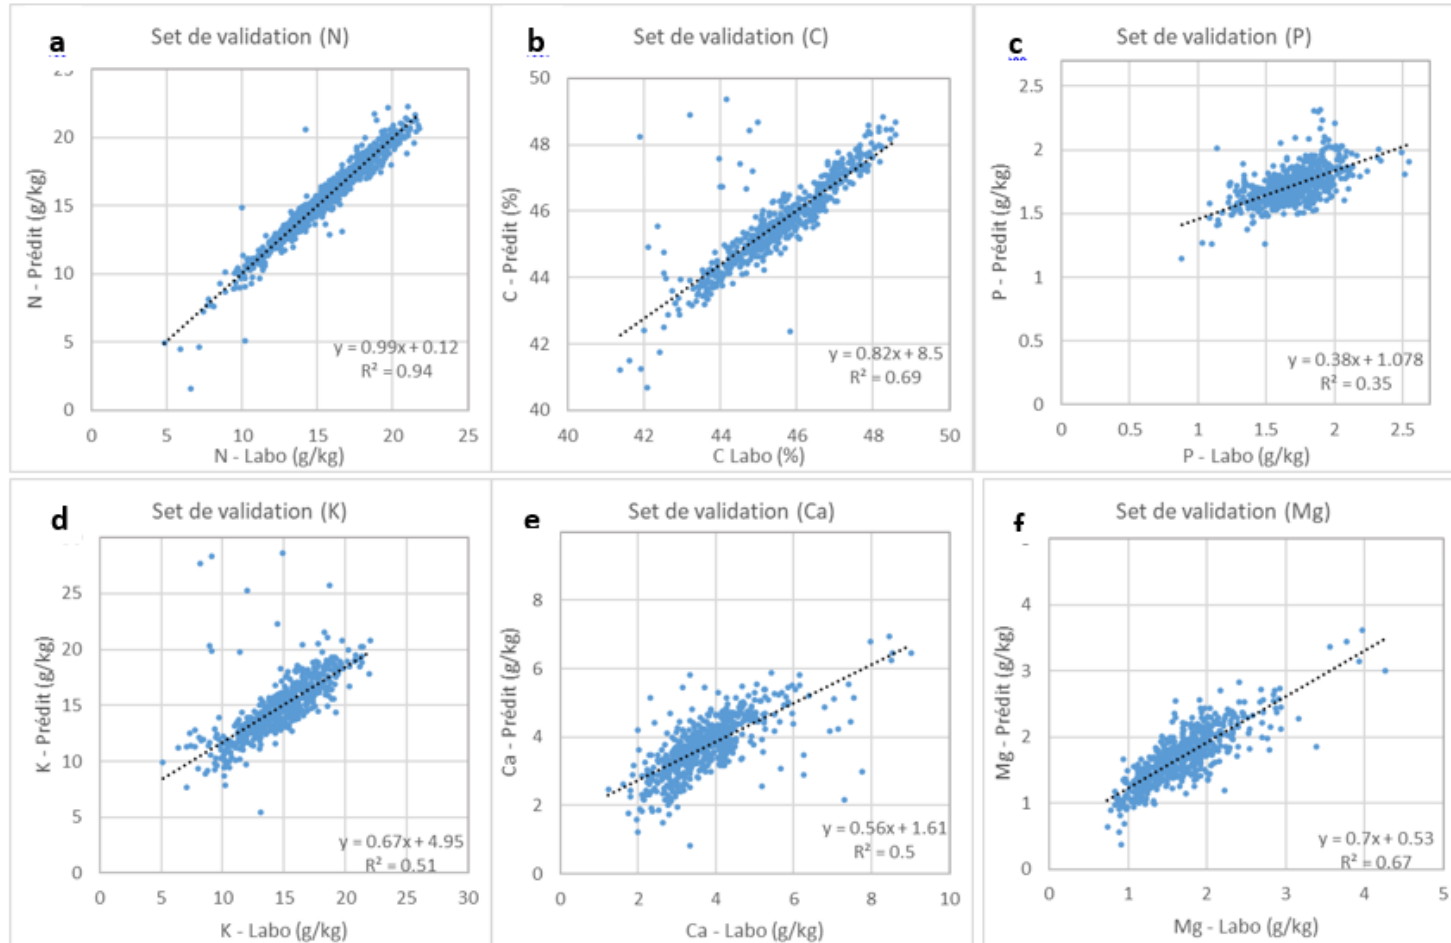 a
Set de validation (N)
N - Prédit (g/kg)
20
15
10
5
0
y = 0.99x + 0.12
R² = 0.94
0 5 10 15 20 25
N - Labo (g/kg)
b
Set de validation (C)
C - Prédit (%)
50
48
46
44
42
40
y = 0.82x + 8.5
R² = 0.69
40 42 44 46 48 50
C Labo (%)
c
Set de validation (P)
P - Prédit (g/kg)
2.5
2
1.5
1
0.5
0
y = 0.38x + 1.078
R² = 0.35
0 0.5 1 1.5 2 2.5
P - Labo (g/kg)
d
Set de validation (K)
K - Prédit (g/kg)
25
20
15
10
5
0
y = 0.67x + 4.95
R² = 0.51
0 5 10 15 20 25 30
K - Labo (g/kg)
e
Set de validation (Ca)
Ca - Prédit (g/kg)
8
6
4
2
0
y = 0.56x + 1.61
R² = 0.5
0 2 4 6 8 10
Ca - Labo (g/kg)
f
Set de validation (Mg)
Mg - Prédit (g/kg)
4
3
2
1
0
y = 0.7x + 0.53
R² = 0.67
0 1 2 3 4 5
Mg - Labo (g/kg)